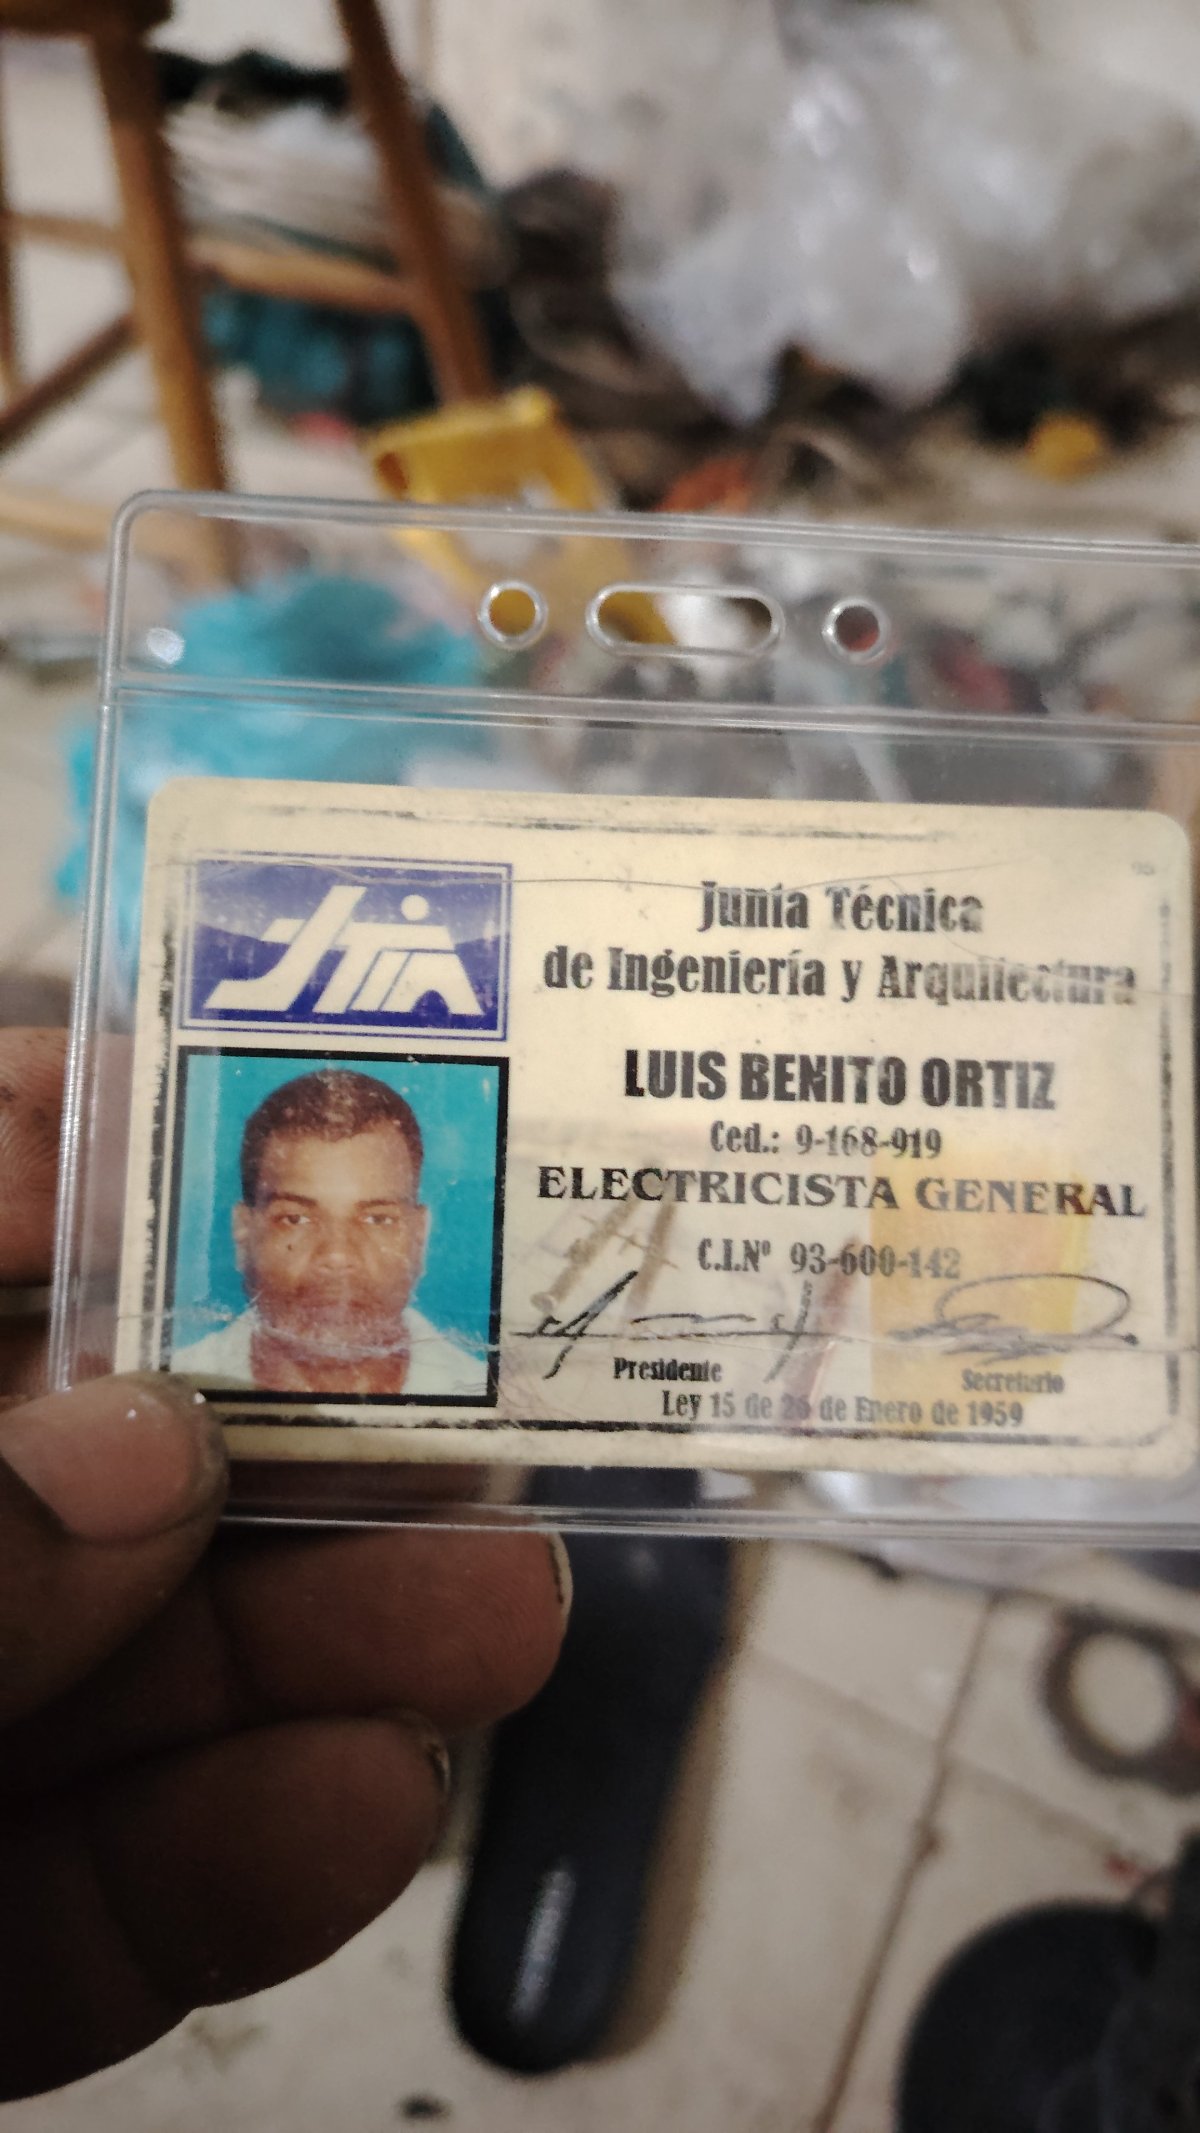 JTIA
Junta Técnica
de Ingeniería y Arquitectura
LUIS BENITO ORTIZ
Ced.: 9-168-919
ELECTRICISTA GENERAL
C.I.Nº 93-600-142
Presidente
Secretario
Ley 15 de 26 de Enero de 1959